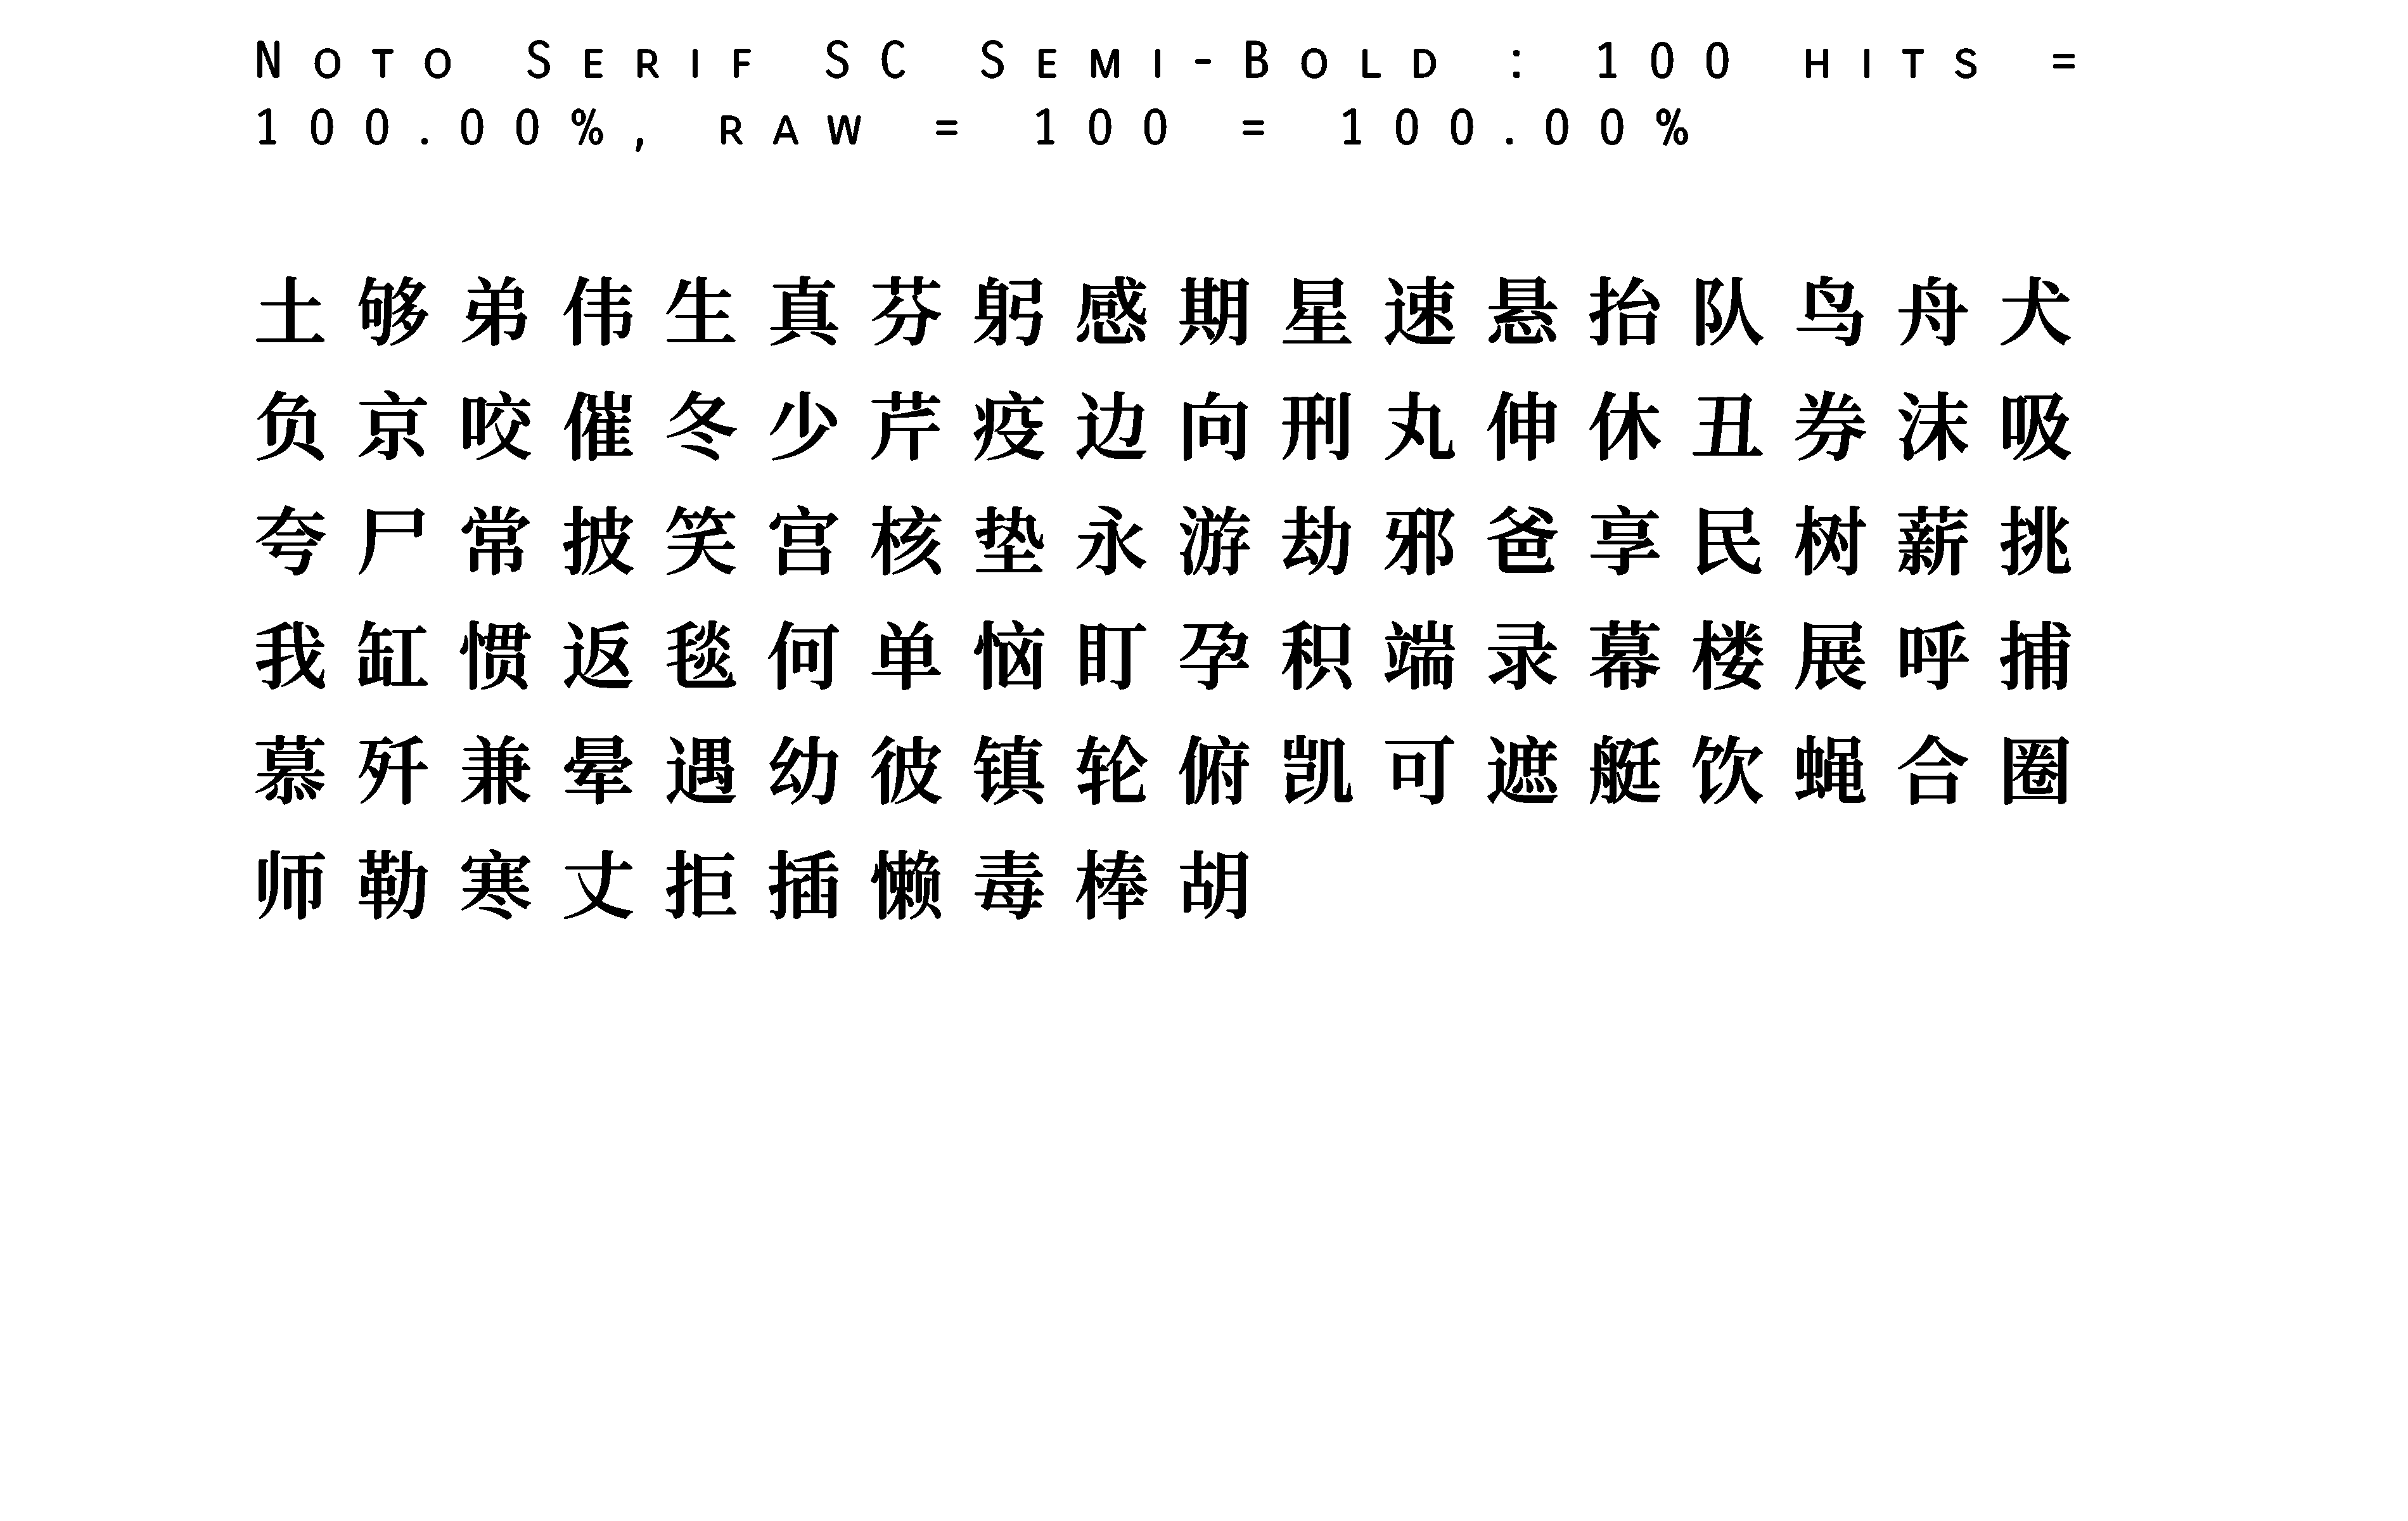 Noto Serif SC Semi-Bold : 100 hits =
100.00%, raw = 100 = 100.00%
土够弟伟生真芬躬感期星速悬抬队鸟舟犬
负京咬催冬少芹疫边向刑丸伸休丑券沫吸
夸尸常披笑宫核垫永游劫邪爸享民树薪挑
我缸惯返毯何单恼盯孕积端录幕楼展呼捕
慕歼兼晕遇幼彼镇轮俯凯可遮艇饮蝇合圈
师勒寒丈拒插懒毒棒胡